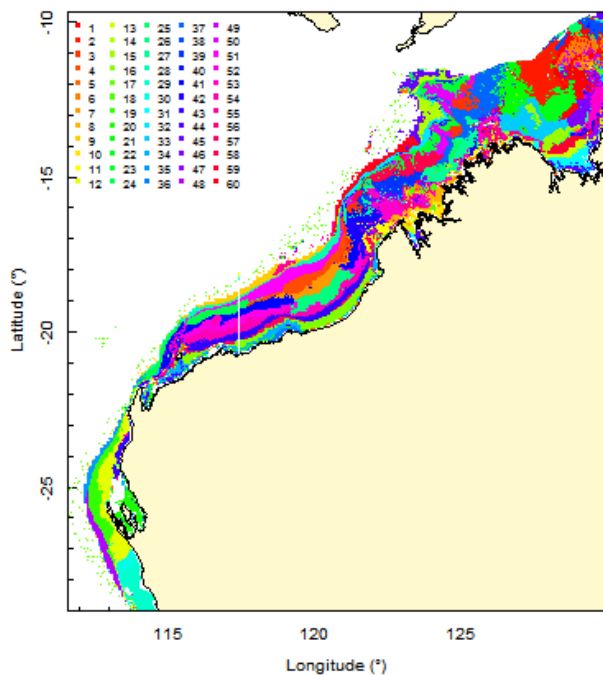 -10
1 13 25 37 49
2 14 26 38 50
3 15 27 39 51
4 16 28 40 52
5 17 29 41 53
6 18 30 42 54
7 19 31 43 55
8 20 32 44 56
9 21 33 45 57
10 22 34 46 58
11 23 35 47 59
12 24 36 48 60
-15
Latitude (°)
-20
-25
115 120 125
Longitude (°)